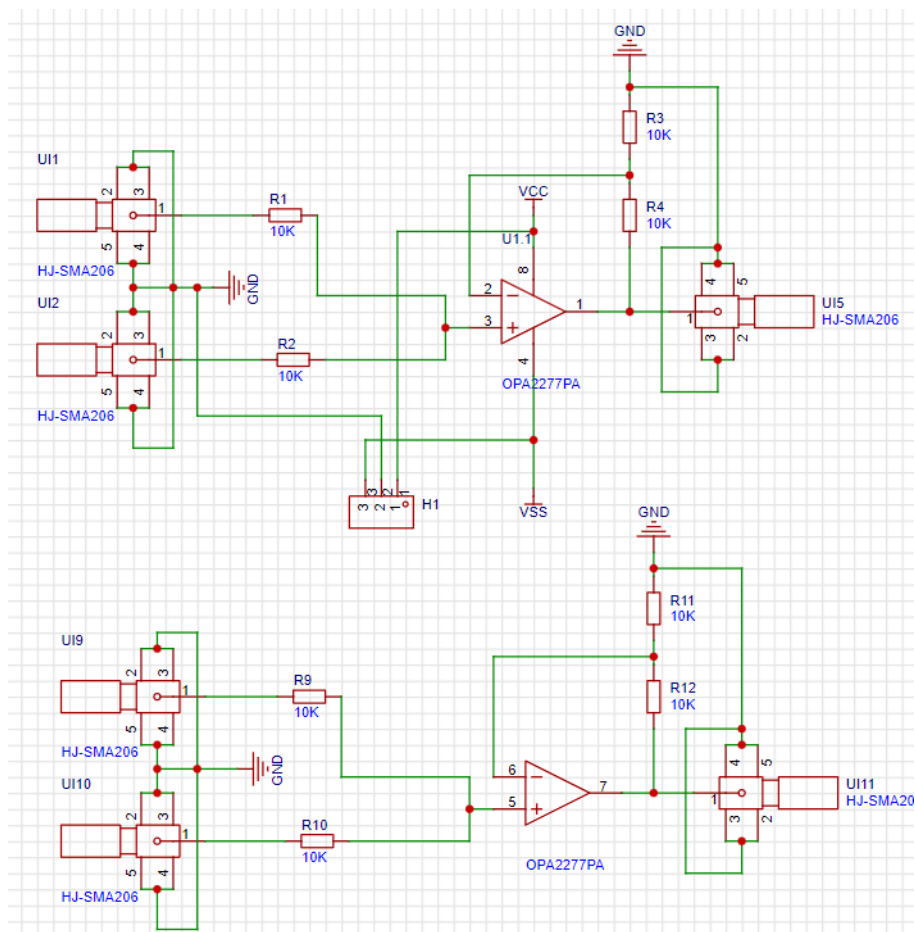 GND
R3
10K
UI1
2
3
1
5
4
HJ-SMA206
R1
10K
VCC
R4
10K
U1.1
8
2
3
1
4
OPA2277PA
4
5
1
3
2
UI5
HJ-SMA206
GND
UI2
2
3
1
5
4
HJ-SMA206
R2
10K
3
2
1
3
2
1
H1
VSS
GND
R11
10K
UI9
2
3
1
5
4
HJ-SMA206
R9
10K
R12
10K
6
5
7
OPA2277PA
4
5
1
3
2
UI11
HJ-SMA20
GND
UI10
2
3
1
5
4
HJ-SMA206
R10
10K